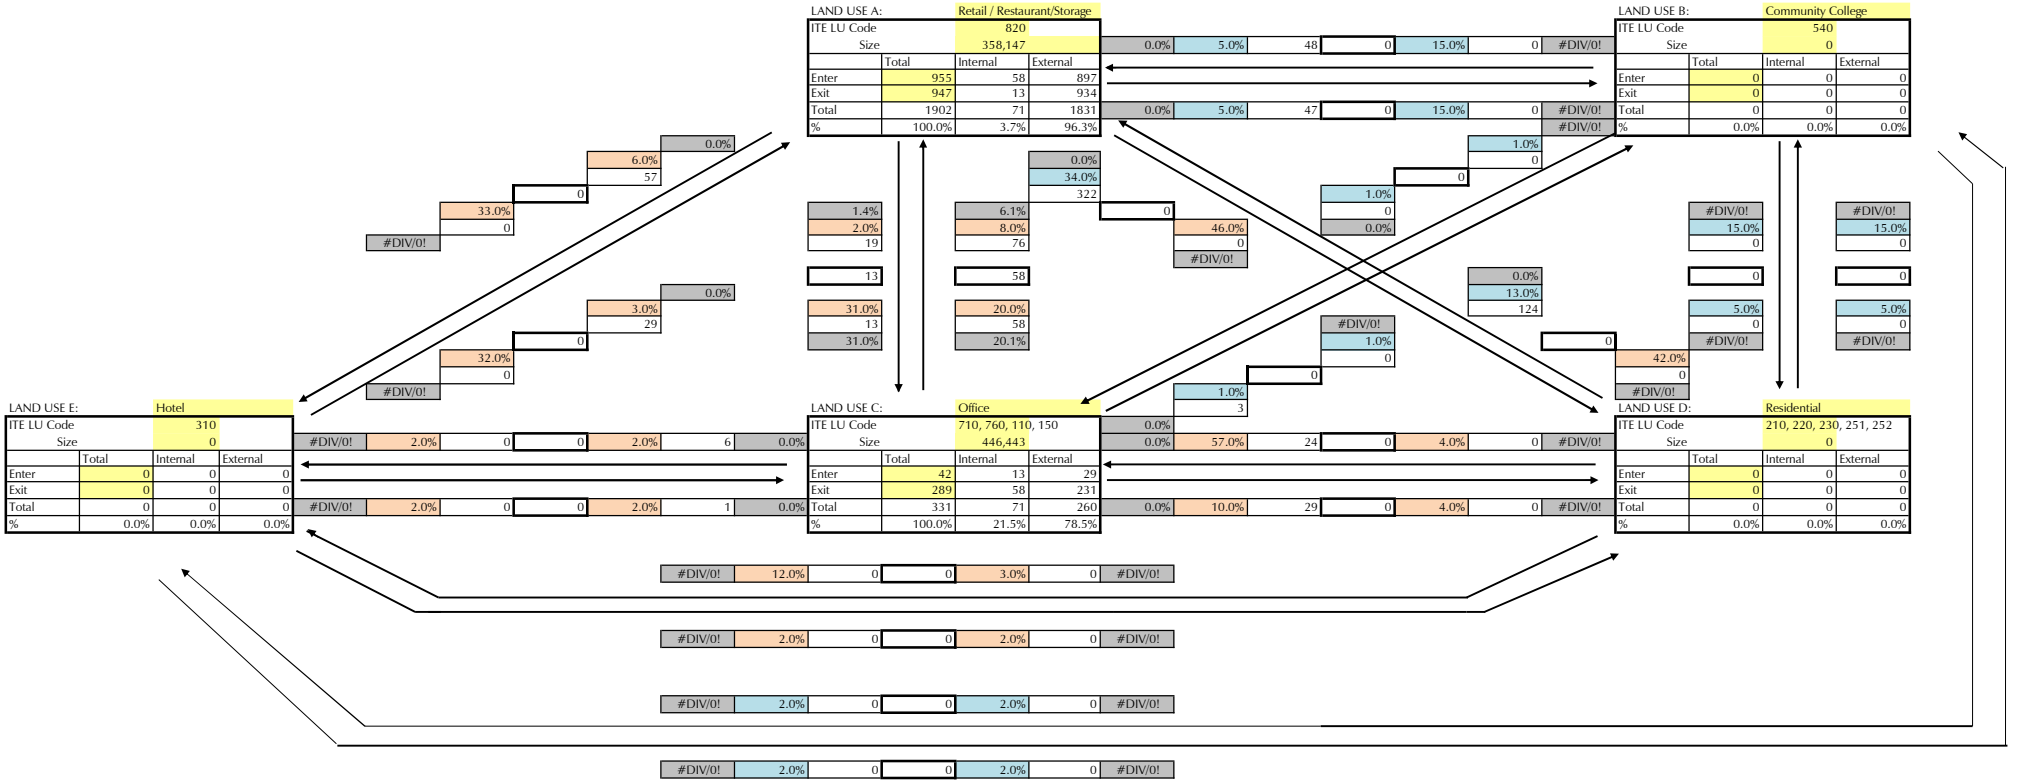 LAND USE A: Retail / Restaurant/Storage LAND USE B: Community College
ITE LU Code 820 ITE LU Code 540
Size 358,147 0.0% 5.0% 48 0 15.0% 0 #DIV/0! Size 0
Total Internal External Total Internal External
Enter 955 58 897 Enter 0 0 0
Exit 947 13 934 Exit 0 0 0
Total 1902 71 1831 0.0% 5.0% 47 0 15.0% 0 #DIV/0! Total 0 0 0
% 100.0% 3.7% 96.3% #DIV/0! % 0.0% 0.0% 0.0%
0.0% 1.0%
6.0% 0.0% 0
57 34.0% 0
0 322 1.0%
33.0% 1.4% 6.1% 0 0 #DIV/0! #DIV/0!
0 2.0% 8.0% 46.0% 0.0% 15.0% 15.0%
#DIV/0! 19 76 0 0 0
#DIV/0!
13 58 0.0% 0 0
0.0% 13.0%
3.0% 31.0% 20.0% 124 5.0% 5.0%
29 13 58 #DIV/0! 0 0
0 31.0% 20.1% 1.0% 0 #DIV/0! #DIV/0!
32.0% 0 42.0%
0 0 0
#DIV/0! 1.0% #DIV/0!
LAND USE E: Hotel LAND USE C: Office 3 LAND USE D: Residential
ITE LU Code 310 ITE LU Code 710, 760, 110, 150 0.0% ITE LU Code 210, 220, 230, 251, 252
Size 0 #DIV/0! 2.0% 0 0 2.0% 6 0.0% Size 446,443 0.0% 57.0% 24 0 4.0% 0 #DIV/0! Size 0
Total Internal External Total Internal External Total Internal External
Enter 0 0 0 Enter 42 13 29 Enter 0 0 0
Exit 0 0 0 Exit 289 58 231 Exit 0 0 0
Total 0 0 0 #DIV/0! 2.0% 0 0 2.0% 1 0.0% Total 331 71 260 0.0% 10.0% 29 0 4.0% 0 #DIV/0! Total 0 0 0
% 0.0% 0.0% 0.0% % 100.0% 21.5% 78.5% % 0.0% 0.0% 0.0%
#DIV/0! 12.0% 0 0 3.0% 0 #DIV/0!
#DIV/0! 2.0% 0 0 2.0% 0 #DIV/0!
#DIV/0! 2.0% 0 0 2.0% 0 #DIV/0!
#DIV/0! 2.0% 0 0 2.0% 0 #DIV/0!